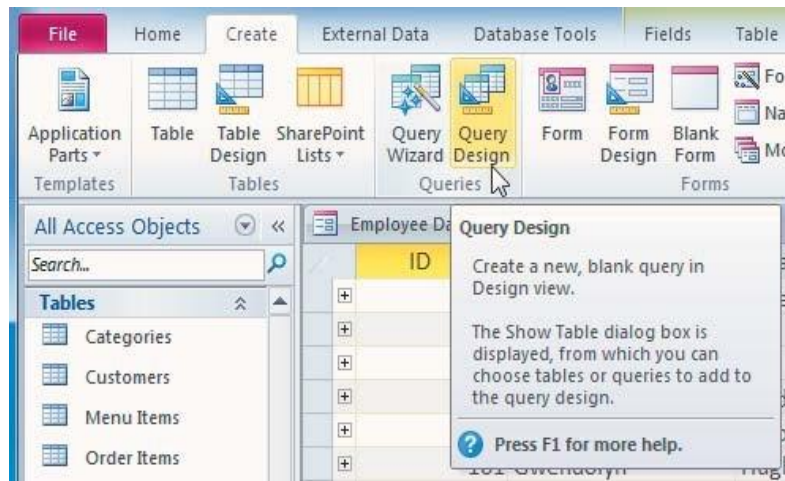 File Home Create External Data Database Tools Fields Table
Application Parts Table Table Design SharePoint Lists Query Wizard Query Design Form Form Design Blank Form
Templates Tables Queries Forms
All Access Objects
Search...
Tables
Categories
Customers
Menu Items
Order Items
ID
Query Design
Create a new, blank query in
Design view.
The Show Table dialog box is
displayed, from which you can
choose tables or queries to add to
the query design.
Press F1 for more help.